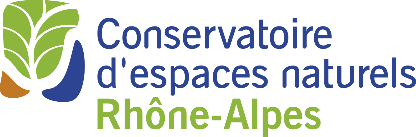 Conservatoire
d'espaces naturels
Rhône-Alpes